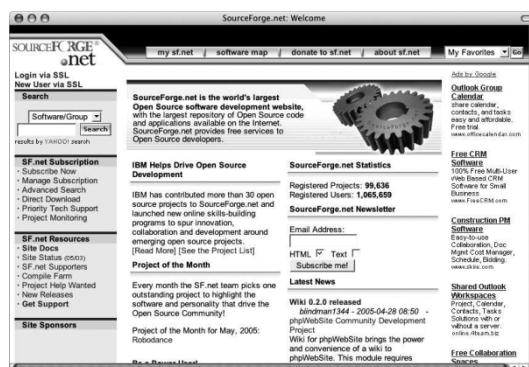 SourceForge.net: Welcome
SOURCEFORGE
.net
my sf.net
software map
donate to sf.net
about sf.net
My Favorites
Go
Login via SSL
New User via SSL
Search
Software/Group
Search
results by YAHOO! search
SF.net Subscription
· Subscribe Now
· Manage Subscription
· Advanced Search
· Direct Download
· Priority Tech Support
· Project Monitoring
SF.net Resources
· Site Docs
· Site Status (05/03)
· SF.net Supporters
· Compile Farm
· Project Help Wanted
· New Releases
· Get Support
Site Sponsors
SourceForge.net is the world's largest
Open Source software development website,
with the largest repository of Open Source code
and applications available on the Internet.
SourceForge.net provides free services to
Open Source developers.
IBM Helps Drive Open Source
Development
IBM has contributed more than 30 open
source projects to SourceForge.net and
launched new online skills-building
programs to spur innovation,
collaboration and development around
emerging open source projects.
[Read More] [See the Project List]
Project of the Month
Every month the SF.net team picks one
outstanding project to highlight the
software and personality that drive the
Open Source Community!
Project of the Month for May, 2005:
Robodance
Be a Power User!
SourceForge.net Statistics
Registered Projects: 99,636
Registered Users: 1,065,659
SourceForge.net Newsletter
Email Address:
HTML Text
Subscribe me!
Latest News
Wiki 0.2.0 released
blindman1344 - 2005-04-28 08:50 -
phpWebSite Community Development
Project
Wiki for phpWebSite brings the power
and convenience of a wiki to
phpWebSite. This module requires
Ads by Google
Outlook Group
Calendar
share calendar,
contacts, and tasks
easy and affordable.
Free trial.
www.officecalendar.com
Free CRM
Software
100% Free Multi-User
Web Based CRM
Software for Small
Business
www.FreeCRM.com
Construction PM
Software
Easy-to-use
Collaboration, Doc
Mgmt Cost Manager,
Schedule, Bidding.
Shared Outlook
Workspaces
Project, Calendar,
Contacts, Tasks
Solutions with or
without a server.
online.4team.biz
Free Collaboration
Spaces